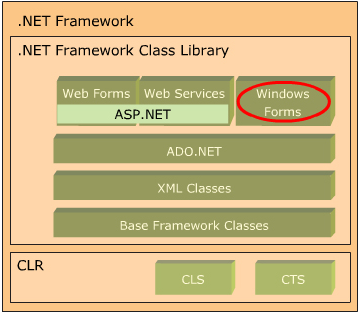 .NET Framework
.NET Framework Class Library
Web Forms
Web Services
Windows
Forms
ASP.NET
ADO.NET
XML Classes
Base Framework Classes
CLR
CLS
CTS